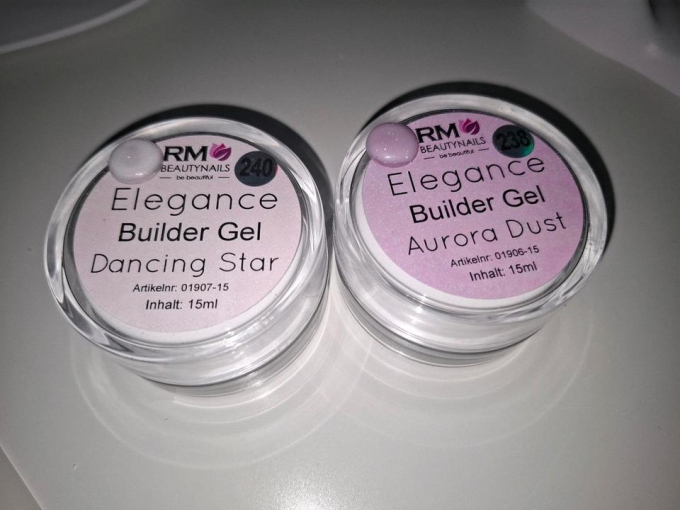 RM
BEAUTYNAILS
be beautiful
240
Elegance
Builder Gel
Dancing Star
Artikelnr: 01907-15
Inhalt: 15ml
RM
BEAUTYNAILS
be beautiful
238
Elegance
Builder Gel
Aurora Dust
Artikelnr: 01906-15
Inhalt: 15ml